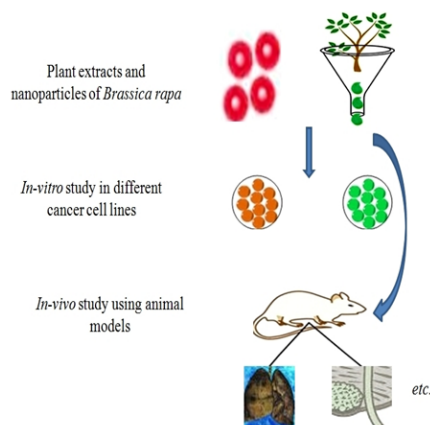 Plant extracts and
nanoparticles of Brassica rapa
In-vitro study in different
cancer cell lines
In-vivo study using animal
models
etc.